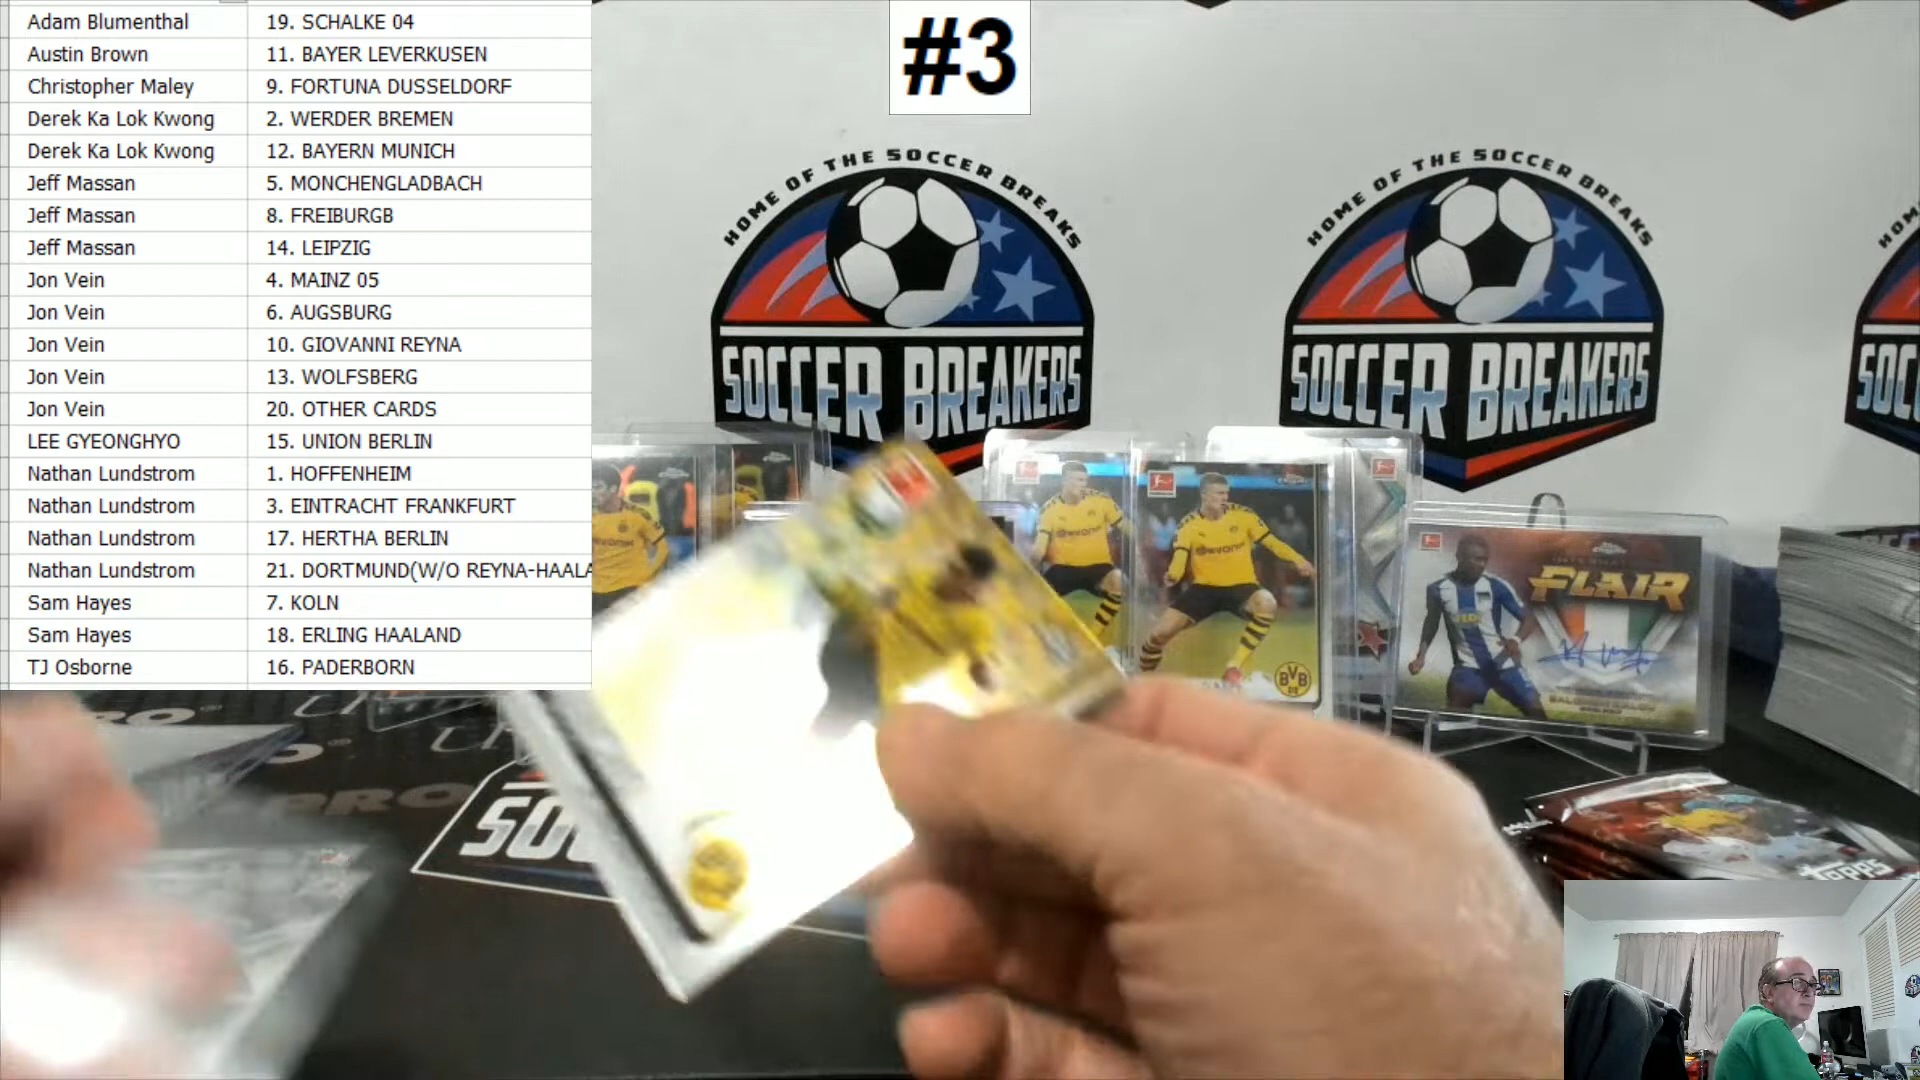 Adam Blumenthal 19. SCHALKE 04
Austin Brown 11. BAYER LEVERKUSEN
Christopher Maley 9. FORTUNA DUSSELDORF
Derek Ka Lok Kwong 2. WERDER BREMEN
Derek Ka Lok Kwong 12. BAYERN MUNICH
Jeff Massan 5. MONCHENGLADBACH
Jeff Massan 8. FREIBURGB
Jeff Massan 14. LEIPZIG
Jon Vein 4. MAINZ 05
Jon Vein 6. AUGSBURG
Jon Vein 10. GIOVANNI REYNA
Jon Vein 13. WOLFSBERG
Jon Vein 20. OTHER CARDS
LEE GYEONGHYO 15. UNION BERLIN
Nathan Lundstrom 1. HOFFENHEIM
Nathan Lundstrom 3. EINTRACHT FRANKFURT
Nathan Lundstrom 17. HERTHA BERLIN
Nathan Lundstrom 21. DORTMUND(W/O REYNA-HAALA
Sam Hayes 7. KOLN
Sam Hayes 18. ERLING HAALAND
TJ Osborne 16. PADERBORN
#3
HOME OF THE SOCCER BREAKS
SOCCER BREAKERS
HOME OF THE SOCCER BREAKS
SOCCER BREAKERS
HOM
SOC
FLAIR
BVB
09
SO
topps